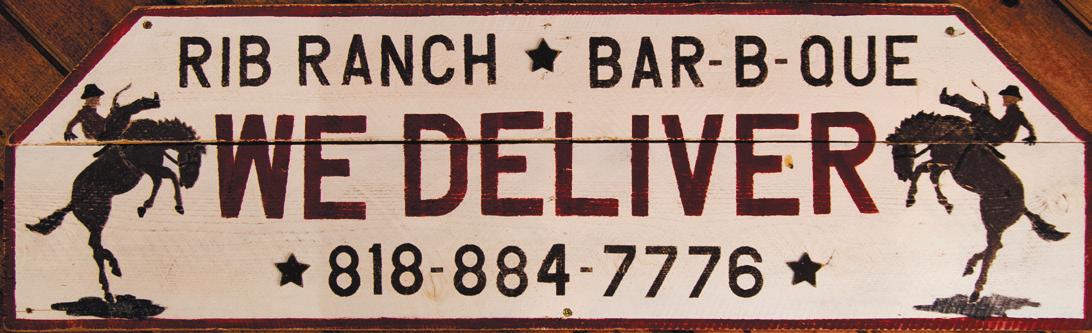 RIB RANCH ★ BAR-B-QUE
WE DELIVER
★ 818-884-7776 ★